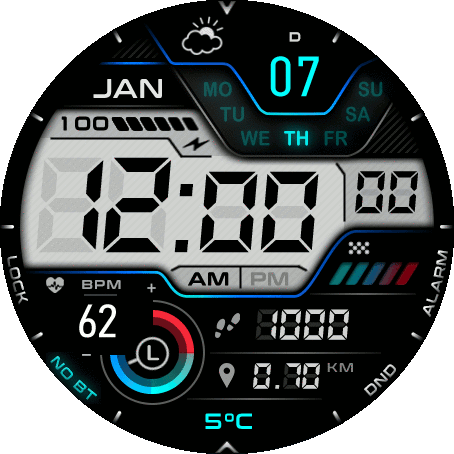 D
JAN
07
MO
SU
TU
SA
WE TH FR
100
12:00
00
AM PM
LOCK
ALARM
BPM
+
62
-
L
1000
0.70 KM
NO BT
DND
5°C